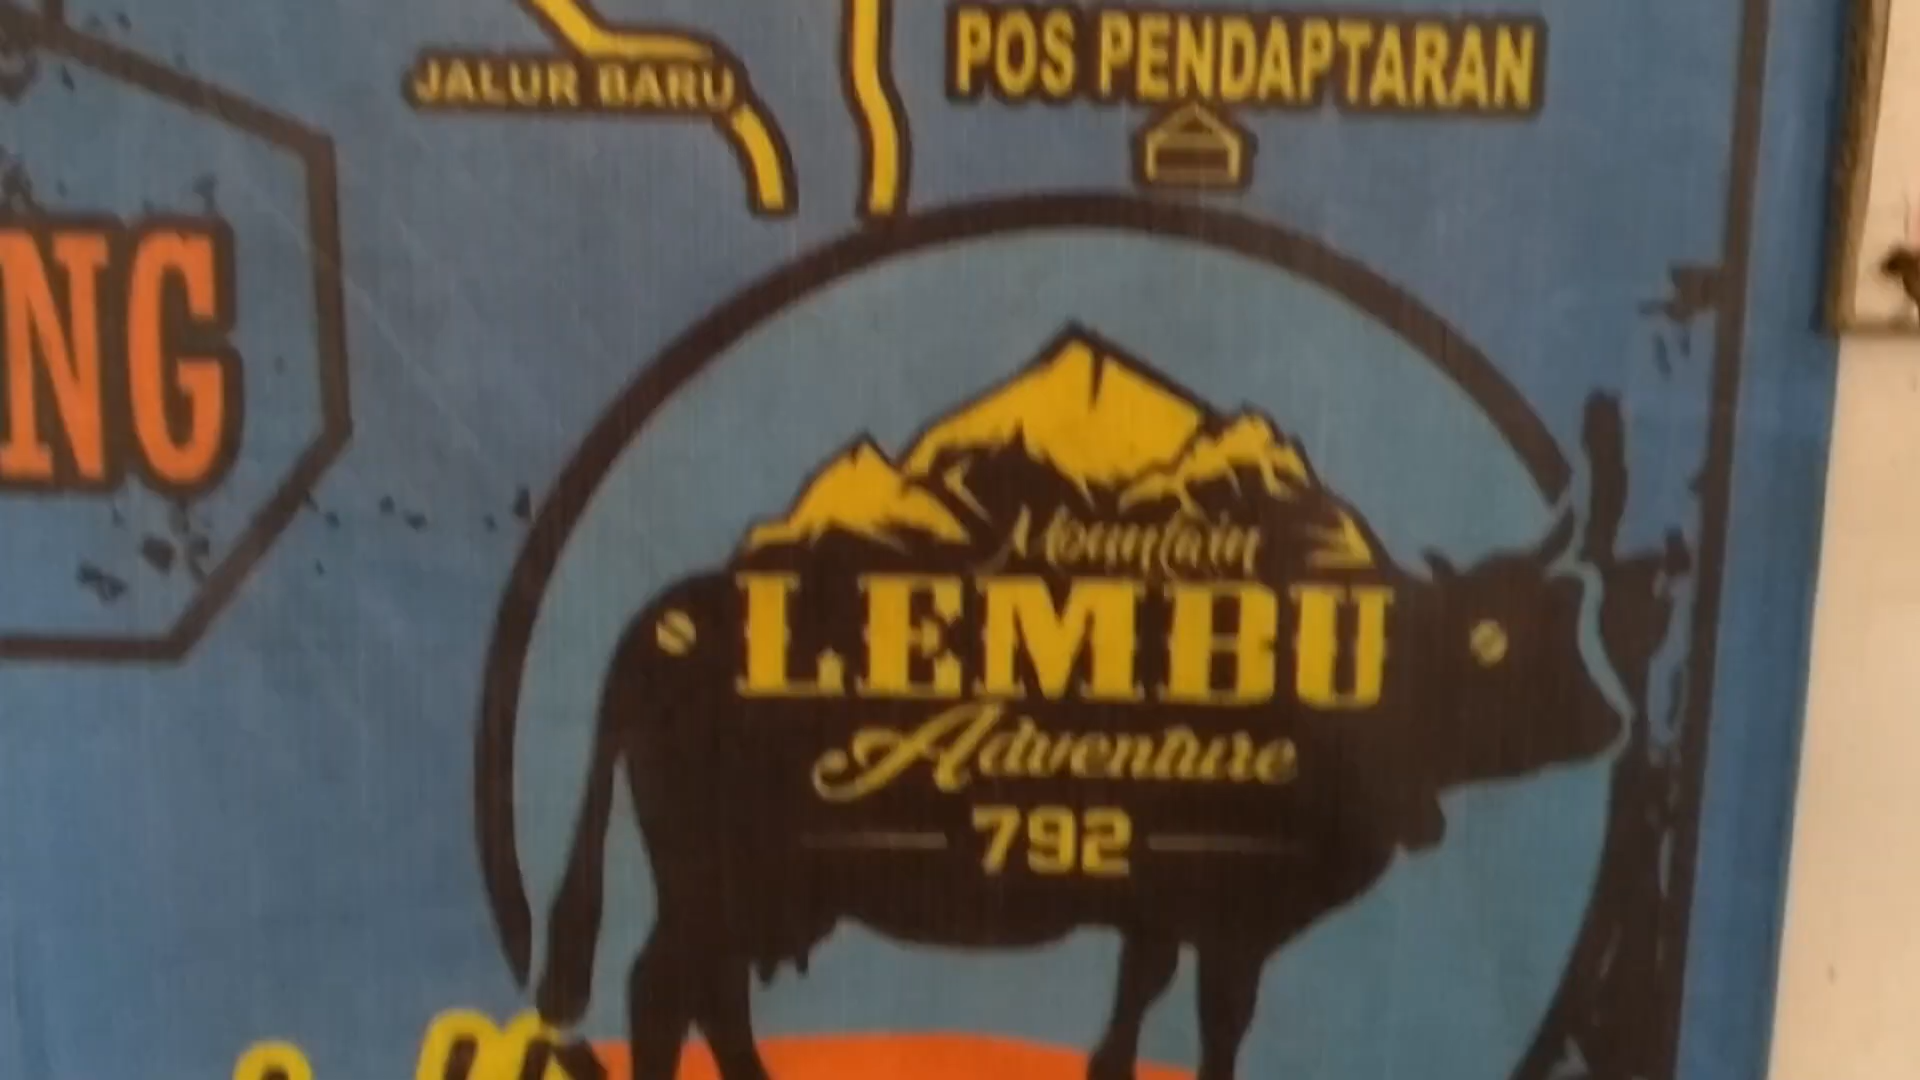 POS PENDAPTARAN
JALUR BARU
NG
Mountain
LEMBU
Adventure
792